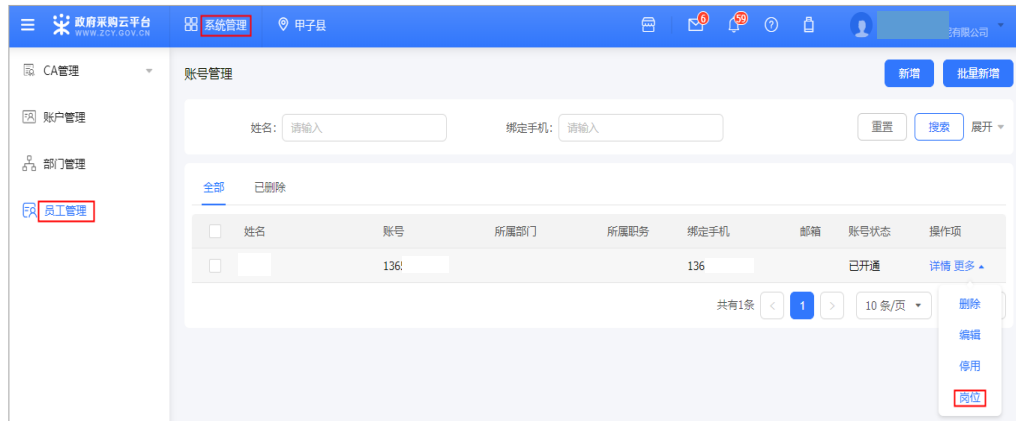 政府采购云平台 系统管理 甲子县 6 59
WWW.ZCY.GOV.CN
有限公司
CA管理
账户管理
部门管理
员工管理
账号管理 新增 批量新增
姓名： 请输入 绑定手机： 请输入 重置 搜索 展开
全部 已删除
姓名 账号 所属部门 所属职务 绑定手机 邮箱 账号状态 操作项
136 136 已开通 详情 更多
共有1条 < 1 > 10 条/页
删除
编辑
停用
岗位